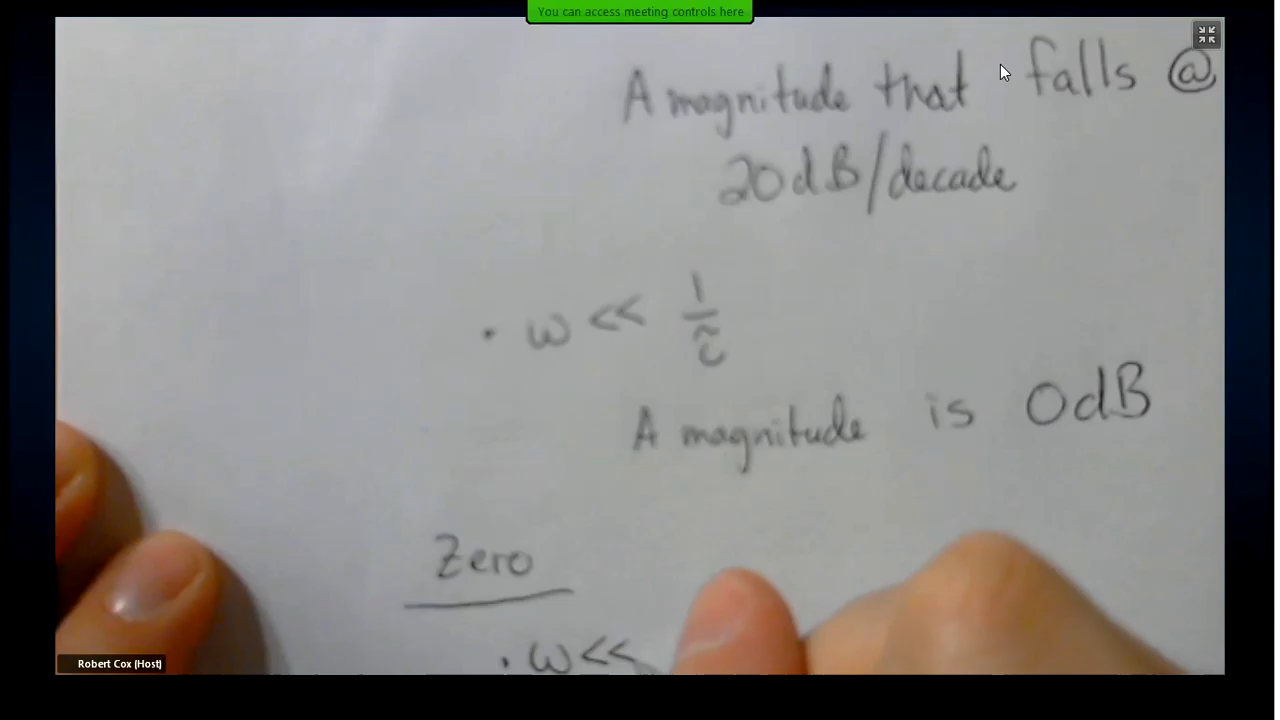 You can access meeting controls here
A magnitude that falls @
20dB/decade
• ω << 1/τ
A magnitude is 0dB
Zero
• ω <<
Robert Cox (Host)